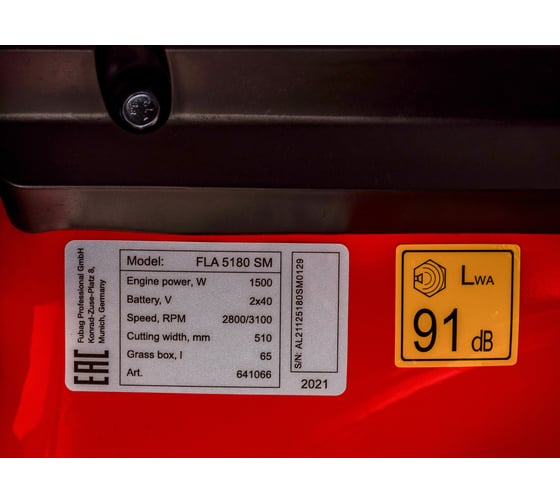 Fubag Professional GmbH
Konrad-Zuse-Platz 8,
Munich, Germany
EAC
Model: FLA 5180 SM
Engine power, W 1500
Battery, V 2x40
Speed, RPM 2800/3100
Cutting width, mm 510
Grass box, l 65
Art. 641066
S/N: AL21125180SM0129
2021
LWA
91 dB